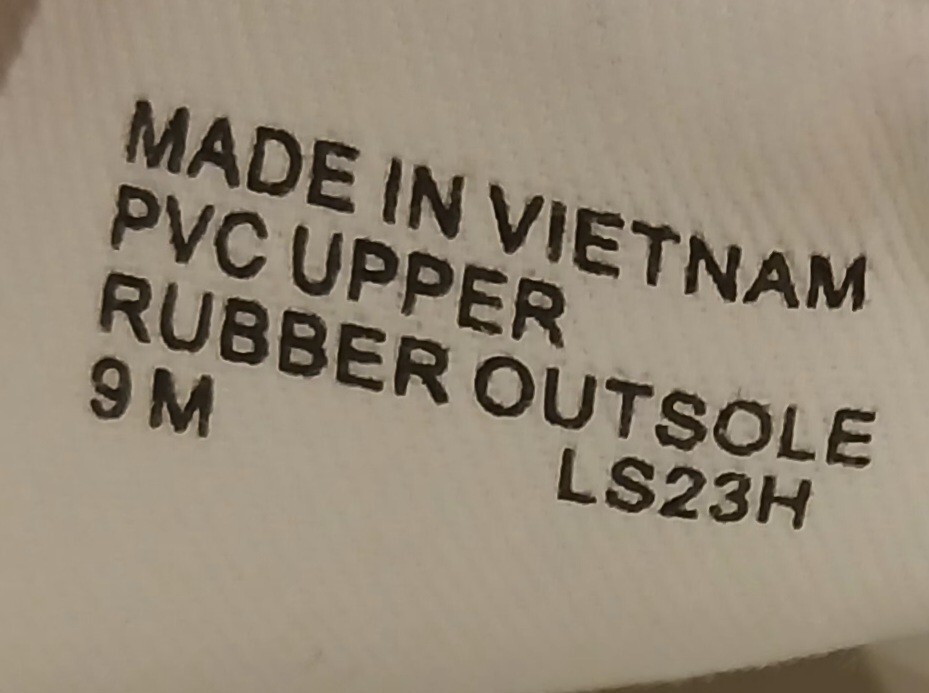 MADE IN VIETNAM
PVC UPPER
RUBBER OUTSOLE
9 M
LS23H